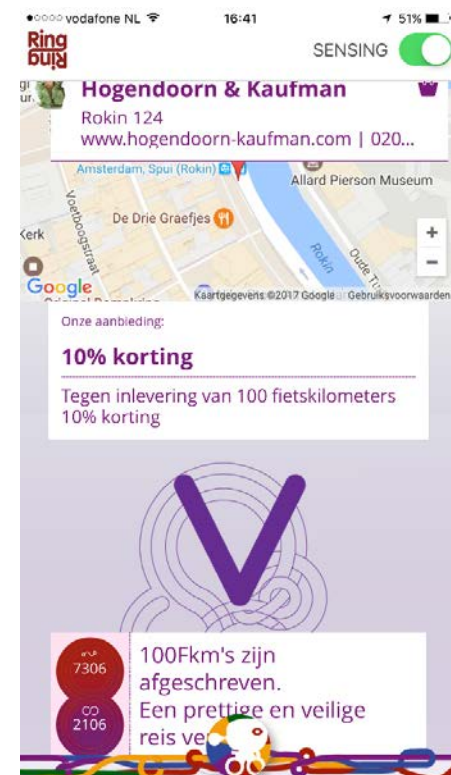 vodafone NL 16:41 51%
Ring
Ring
SENSING
Hogendoorn & Kaufman
Rokin 124
www.hogendoorn-kaufman.com | 020...
Amsterdam, Spui (Rokin)
Allard Pierson Museum
Voetboogstraat
De Drie Graefjes
Kerk
Rokin
Oude
+
−
Google
Kaartgegevens ©2017 Google Gebruiksvoorwaarden
Onze aanbieding:
10% korting
Tegen inlevering van 100 fietskilometers
10% korting
V
7306
2106
100Fkm's zijn
afgeschreven.
Een prettige en veilige
reis